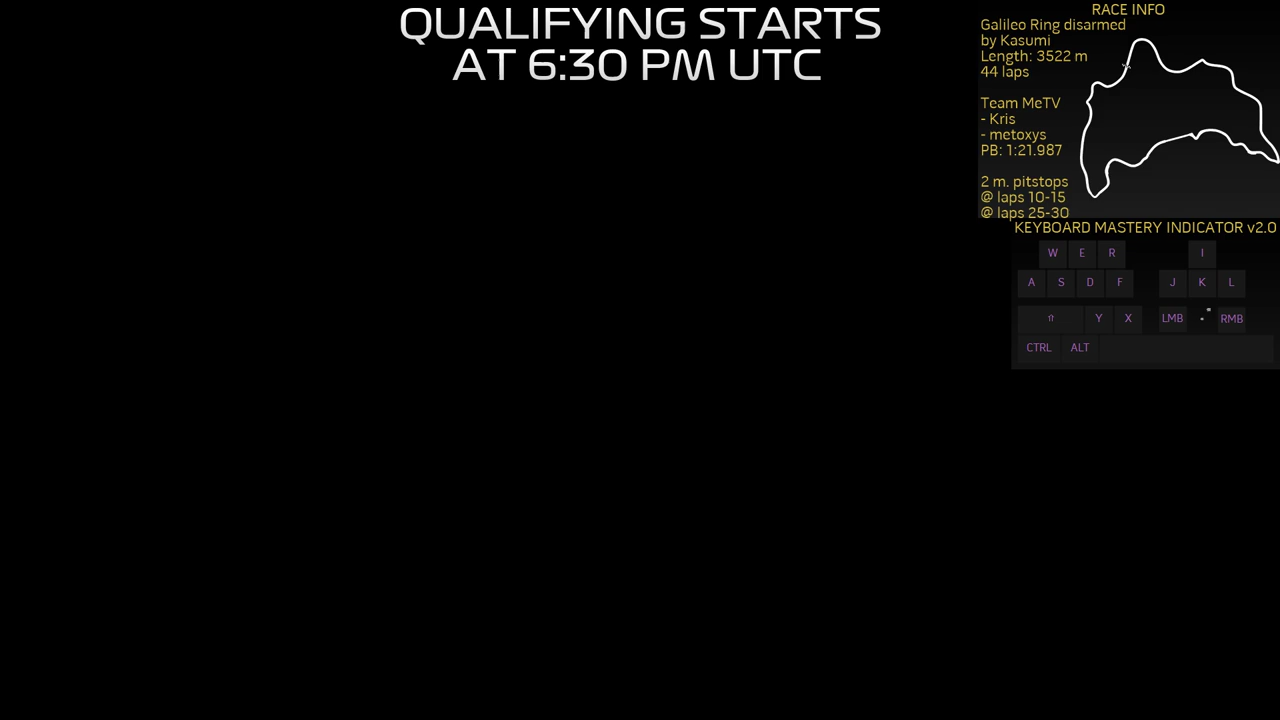 QUALIFYING STARTS
AT 6:30 PM UTC
RACE INFO
Galileo Ring disarmed
by Kasumi
Length: 3522 m
44 laps
Team MeTV
- Kris
- metoxys
PB: 1:21.987
2 m. pitstops
@ laps 10-15
@ laps 25-30
KEYBOARD MASTERY INDICATOR v2.0
W E R I
A S D F J K L
⇧ Y X LMB RMB
CTRL ALT